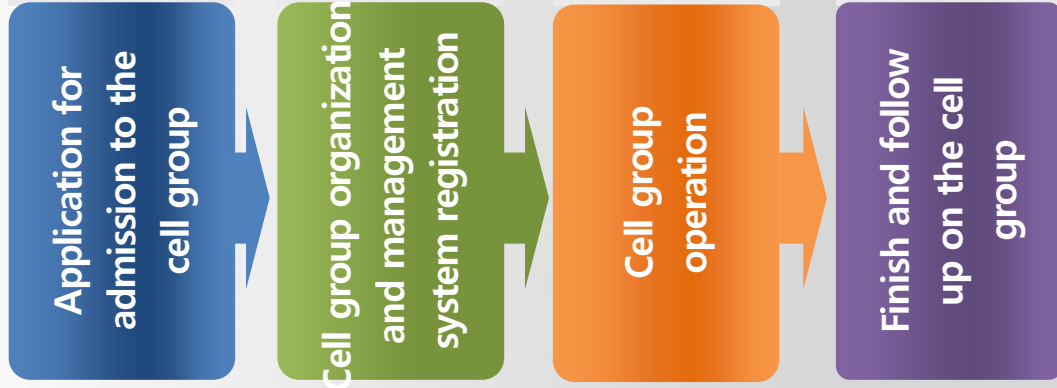 Application for
admission to the
cell group
Cell group organization
and management
system registration
Cell group
operation
Finish and follow
up on the cell
group